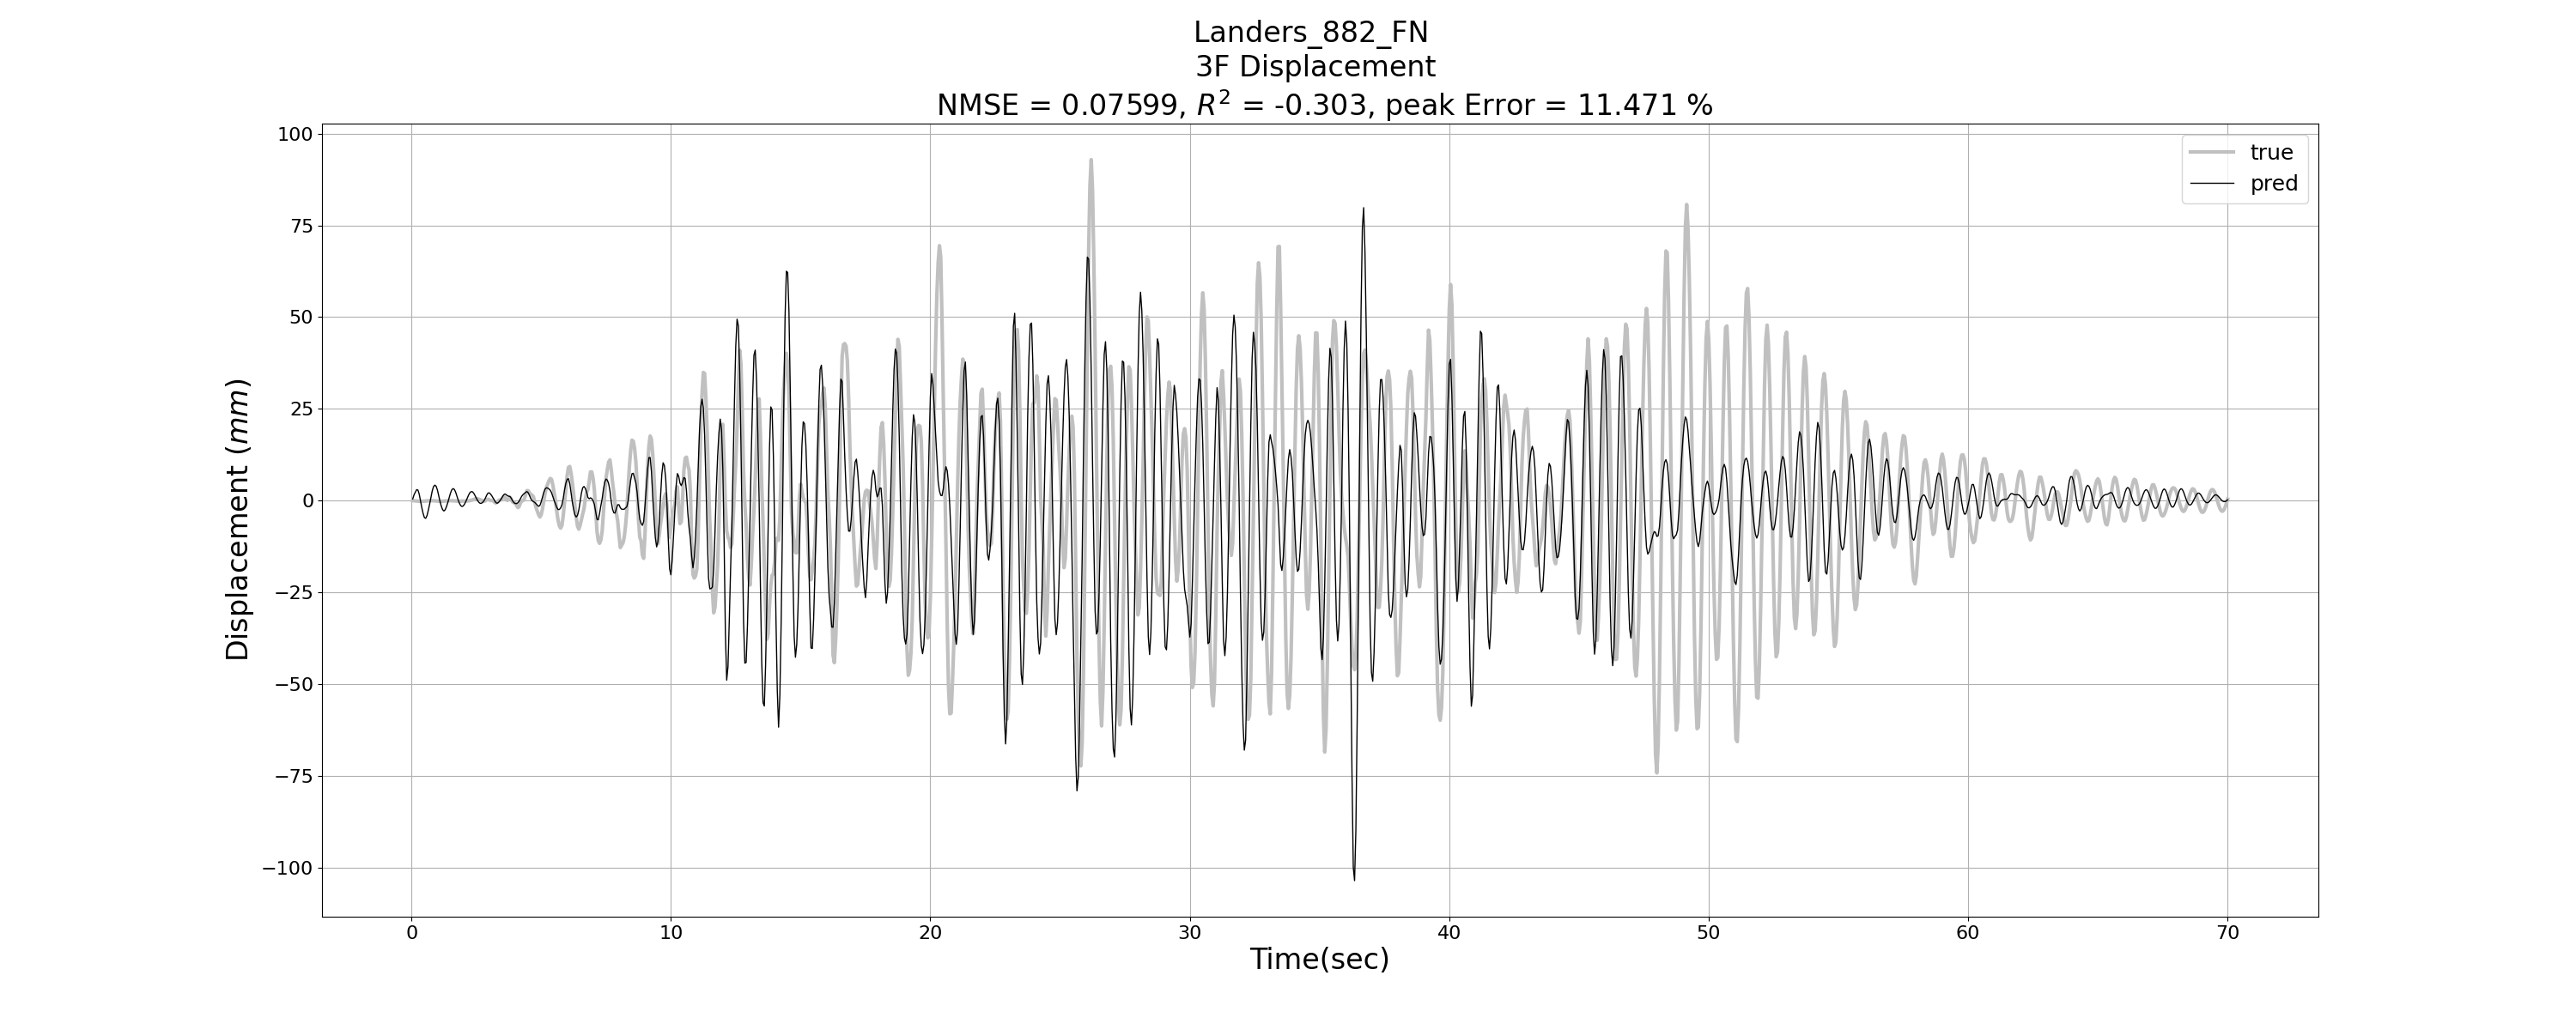 Landers_882_FN
3F Displacement
NMSE = 0.07599, R² = -0.303, peak Error = 11.471 %
true
pred
Displacement (mm)
100
75
50
25
0
−25
−50
−75
−100
0 10 20 30 40 50 60 70
Time(sec)